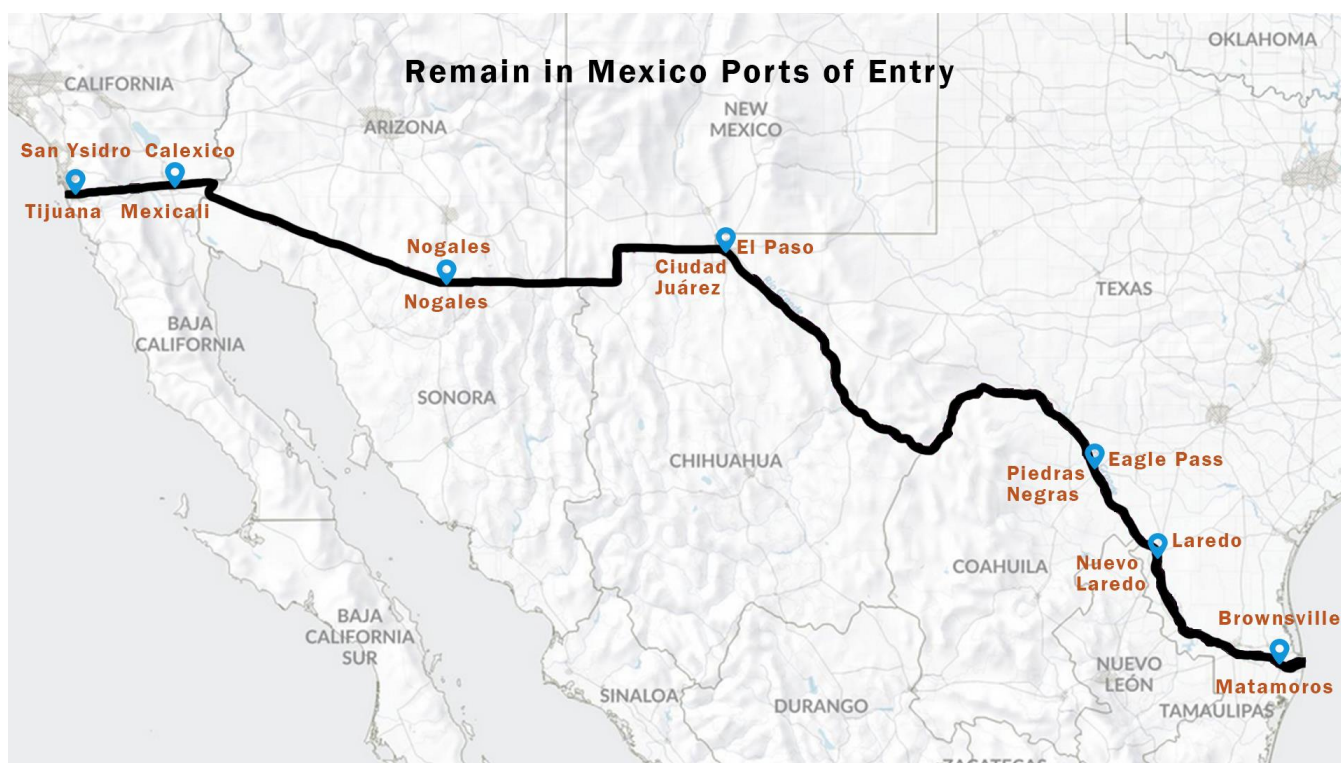 Remain in Mexico Ports of Entry
OKLAHOMA
CALIFORNIA
NEW
MEXICO
ARIZONA
San Ysidro
Calexico
Tijuana
Mexicali
Nogales
Nogales
El Paso
Ciudad
Juárez
TEXAS
BAJA
CALIFORNIA
SONORA
CHIHUAHUA
Eagle Pass
Piedras
Negras
Laredo
Nuevo
Laredo
COAHUILA
BAJA
CALIFORNIA
SUR
Brownsville
NUEVO
LEÓN
Matamoros
TAMAULIPAS
SINALOA
DURANGO
ZACATECAS